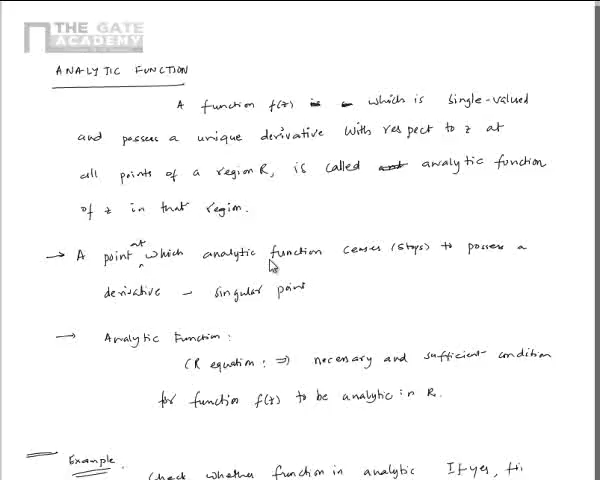 THE GATE
ACADEMY
ANALYTIC FUNCTION
A function f(z) which is single-valued
and possess a unique derivative with respect to z at
all points of a region R, is called analytic function
of z in that region.
→ A point at which analytic function ceases (stops) to possess a
derivative – singular point
→ Analytic Function:
CR equation: ⇒ necessary and sufficient condition
for function f(z) to be analytic in R.
Example.
Check whether function in analytic If yes,